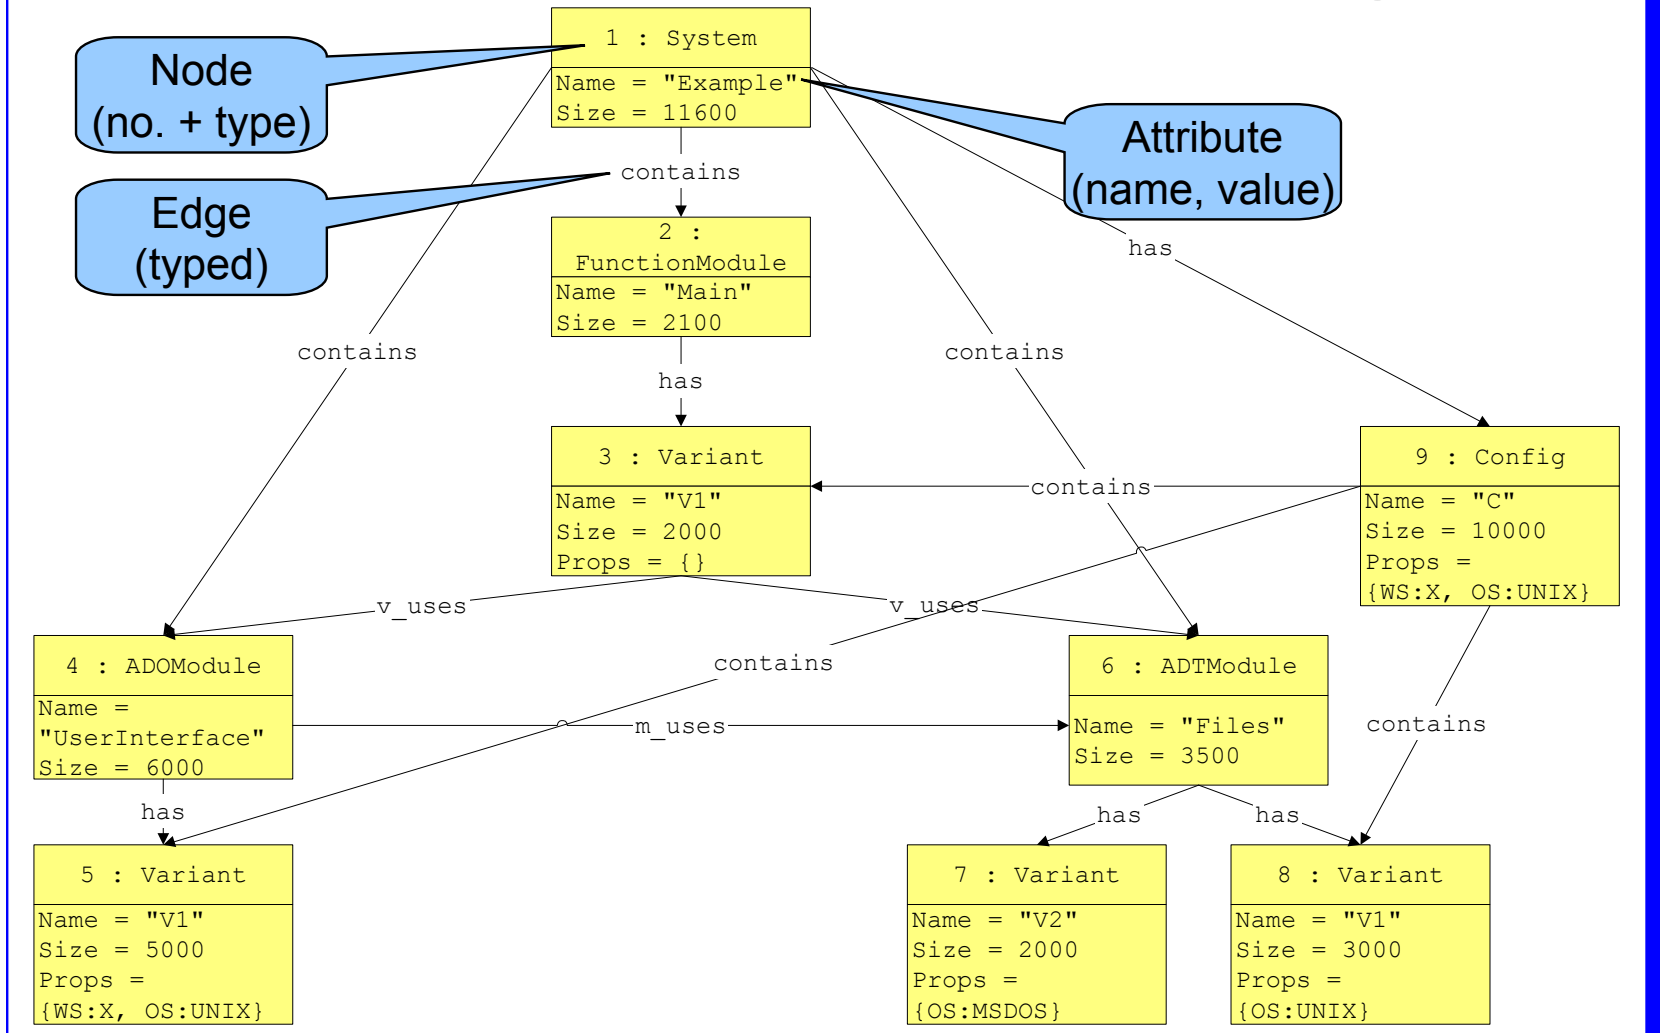 1 : System
Name = "Example"
Size = 11600
Node
(no. + type)
Attribute
(name, value)
contains
Edge
(typed)
2 :
FunctionModule
Name = "Main"
Size = 2100
has
contains
contains
has
3 : Variant
Name = "V1"
Size = 2000
Props = {}
9 : Config
Name = "C"
Size = 10000
Props =
{WS:X, OS:UNIX}
contains
v_uses
v_uses
contains
4 : ADOModule
Name =
"UserInterface"
Size = 6000
m_uses
6 : ADTModule
Name = "Files"
Size = 3500
contains
has
has
has
5 : Variant
Name = "V1"
Size = 5000
Props =
{WS:X, OS:UNIX}
7 : Variant
Name = "V2"
Size = 2000
Props =
{OS:MSDOS}
8 : Variant
Name = "V1"
Size = 3000
Props =
{OS:UNIX}